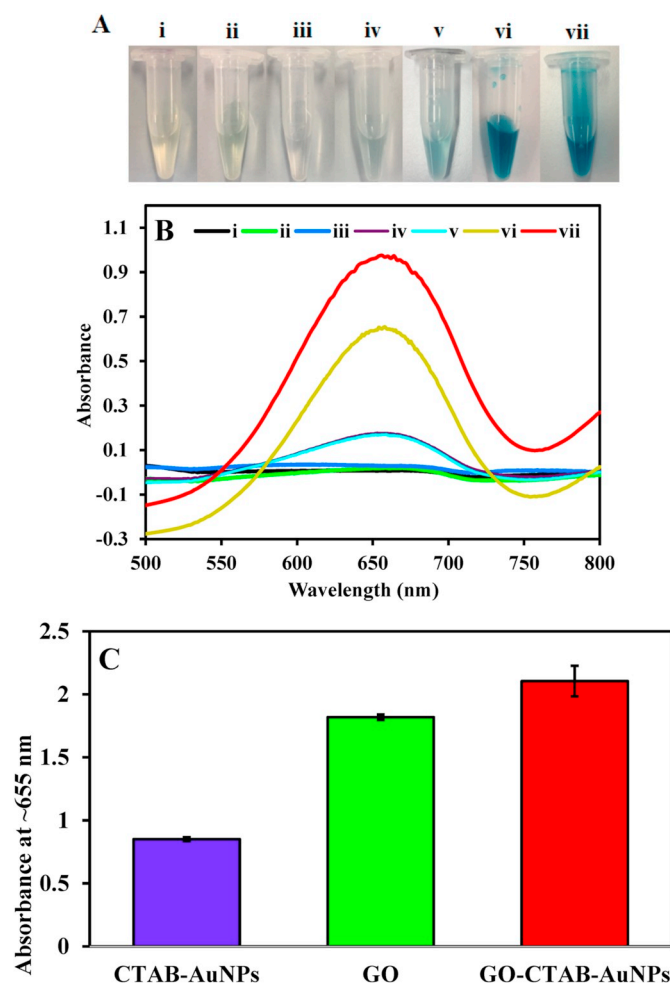 A i ii iii iv v vi vii
B i ii iii iv v vi vii
1.1
0.9
0.7
0.5
0.3
0.1
-0.1
-0.3
Absorbance
500 550 600 650 700 750 800
Wavelength (nm)
C
2.5
2
1.5
1
0.5
0
Absorbance at ~655 nm
CTAB-AuNPs GO GO-CTAB-AuNPs